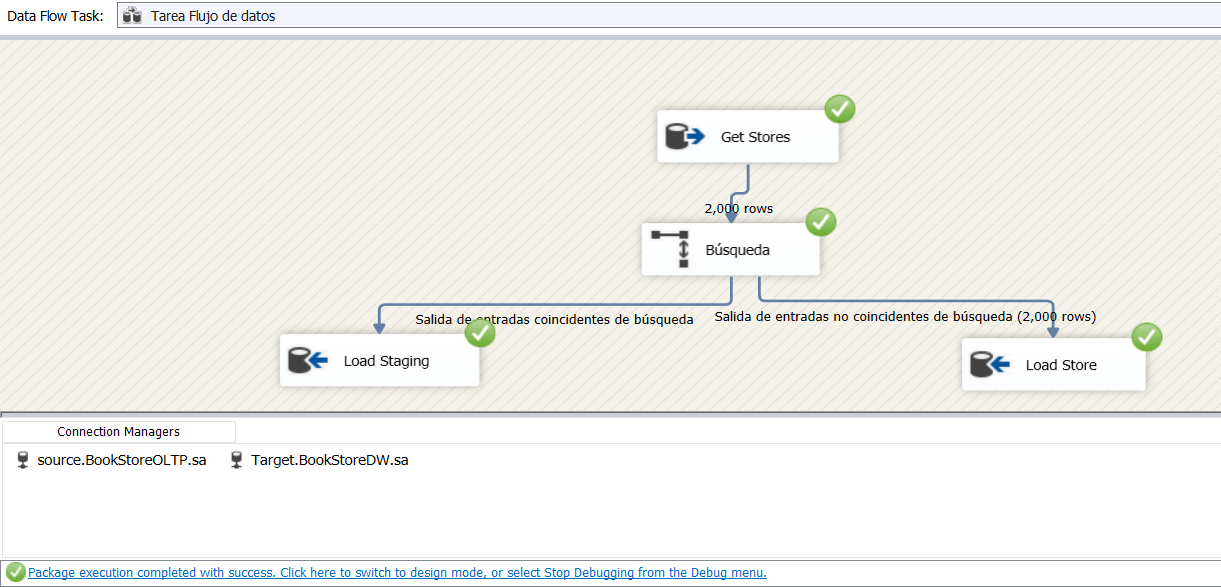 Data Flow Task: Tarea Flujo de datos
Get Stores
2,000 rows
Búsqueda
Salida de entradas coincidentes de búsqueda
Salida de entradas no coincidentes de búsqueda (2,000 rows)
Load Staging
Load Store
Connection Managers
source.BookStoreOLTP.sa Target.BookStoreDW.sa
Package execution completed with success. Click here to switch to design mode, or select Stop Debugging from the Debug menu.